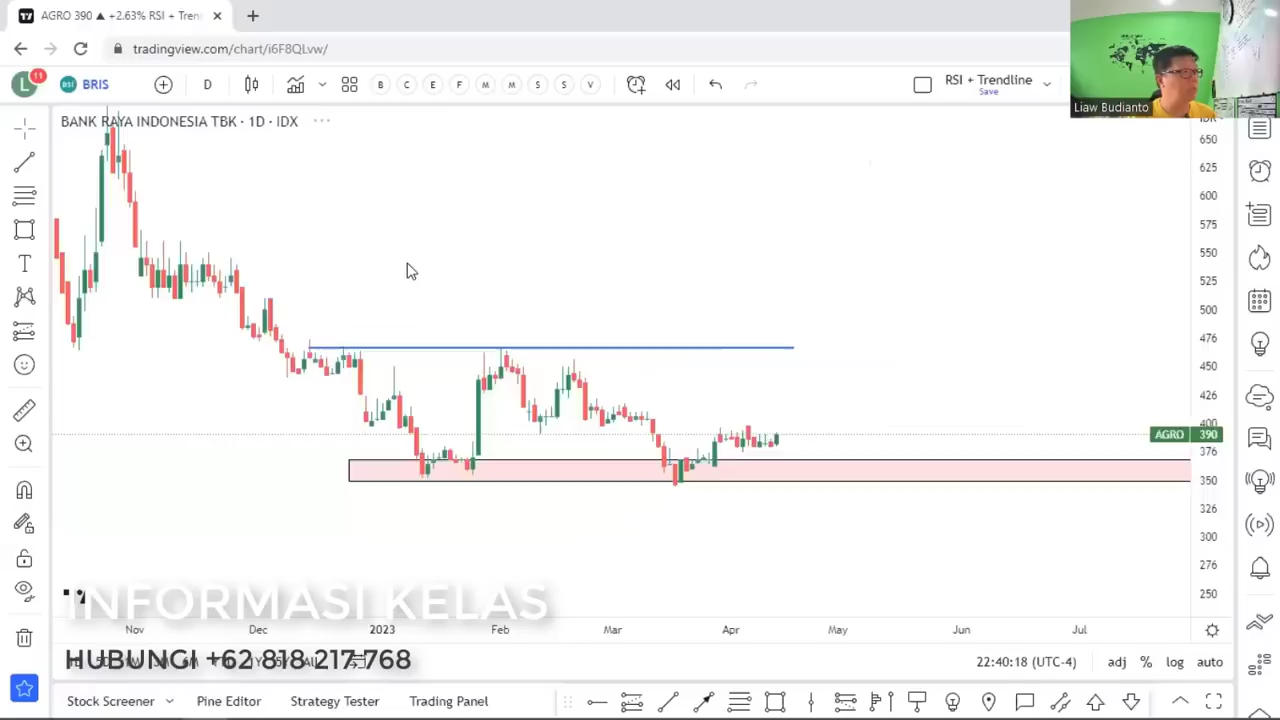 AGRO 390 ▲ +2.63% RSI + Tren
tradingview.com/chart/i6F8QLvw/
L 11 BRIS D B C E F M M S S V RSI + Trendline
Save
Liaw Budianto
BANK RAYA INDONESIA TBK · 1D · IDX
650
625
600
575
550
525
500
476
450
426
400
AGRO 390
376
350
326
300
276
250
INFORMASI KELAS
Nov Dec 2023 Feb Mar Apr May Jun Jul
HUBUNGI +62 818 217 768
22:40:18 (UTC-4) adj % log auto
Stock Screener Pine Editor Strategy Tester Trading Panel